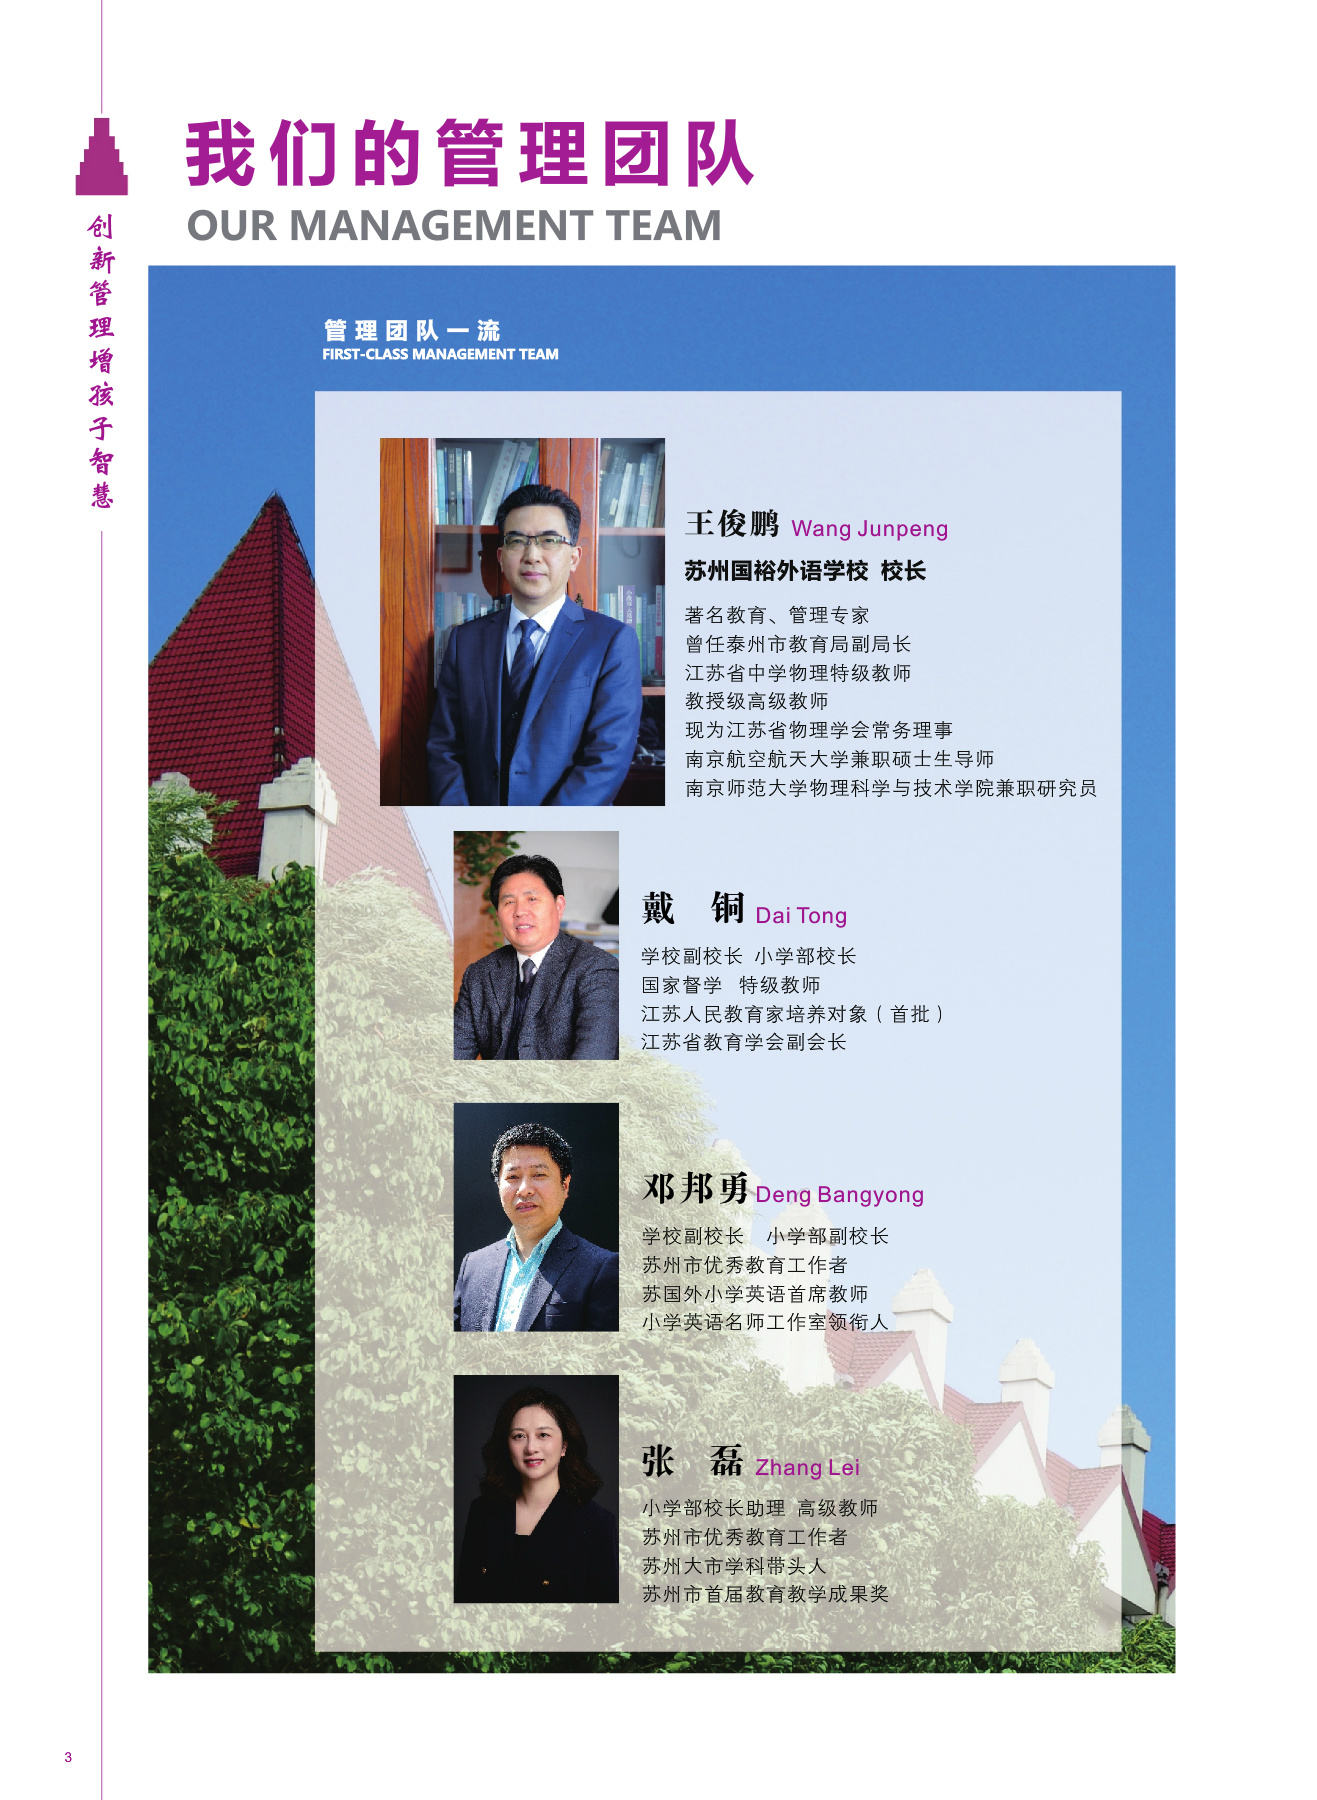 我们的管理团队
OUR MANAGEMENT TEAM
创新管理增孩子智慧
管理团队一流
FIRST-CLASS MANAGEMENT TEAM
王俊鹏 Wang Junpeng
苏州国裕外语学校 校长
著名教育、管理专家
曾任泰州市教育局副局长
江苏省中学物理特级教师
教授级高级教师
现为江苏省物理学会常务理事
南京航空航天大学兼职硕士生导师
南京师范大学物理科学与技术学院兼职研究员
戴 铜 Dai Tong
学校副校长 小学部校长
国家督学 特级教师
江苏人民教育家培养对象（首批）
江苏省教育学会副会长
邓邦勇 Deng Bangyong
学校副校长 小学部副校长
苏州市优秀教育工作者
苏国外小学英语首席教师
小学英语名师工作室领衔人
张 磊 Zhang Lei
小学部校长助理 高级教师
苏州市优秀教育工作者
苏州大市学科带头人
苏州市首届教育教学成果奖
3